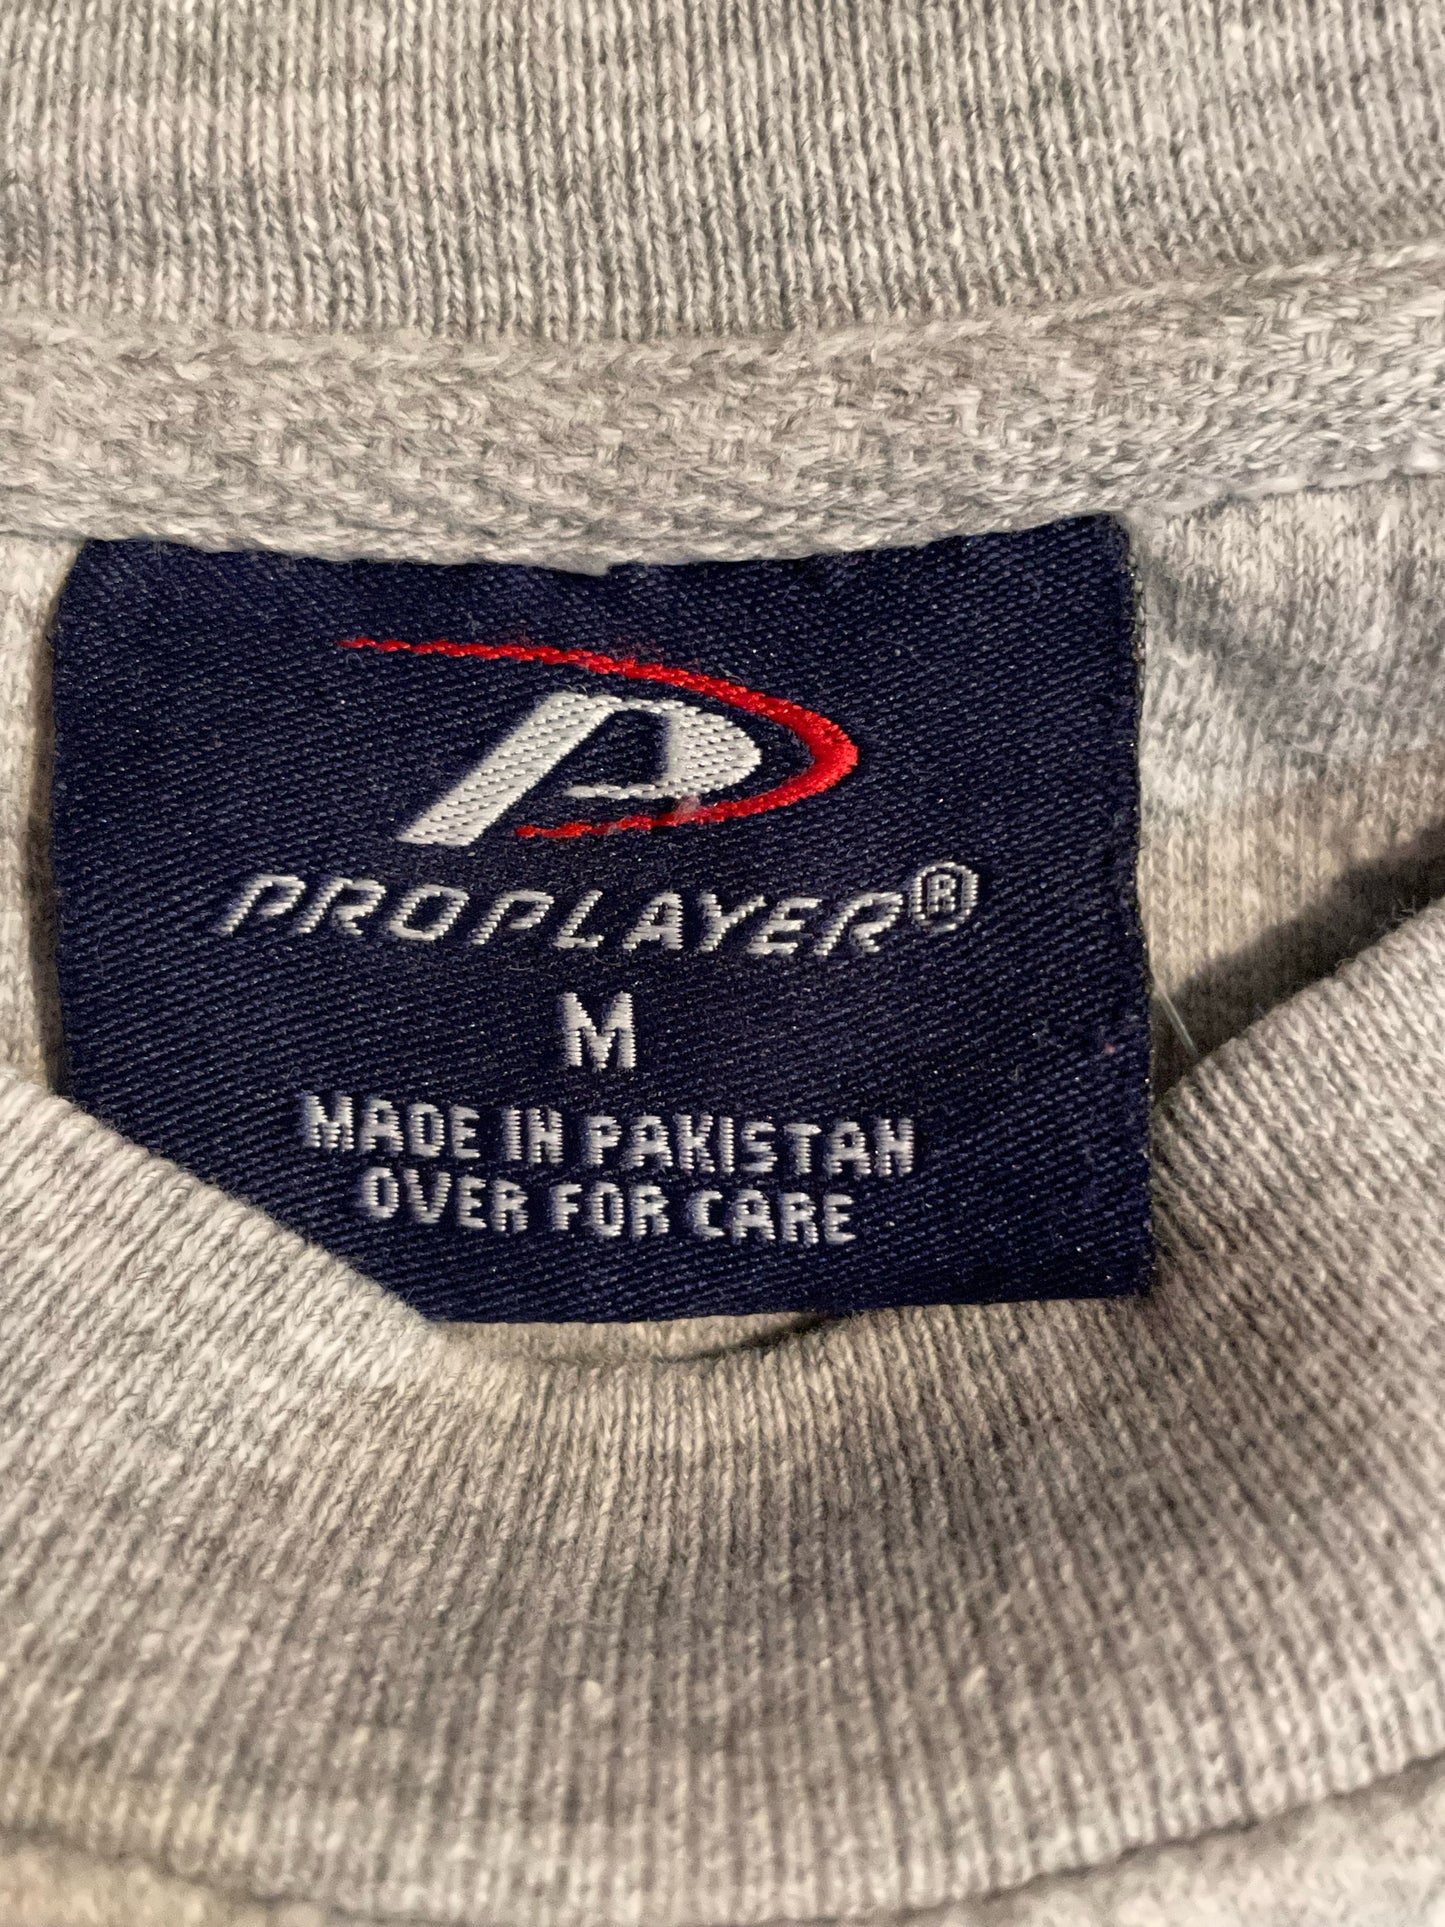 P
PROPLAYER®
M
MADE IN PAKISTAN
OVER FOR CARE